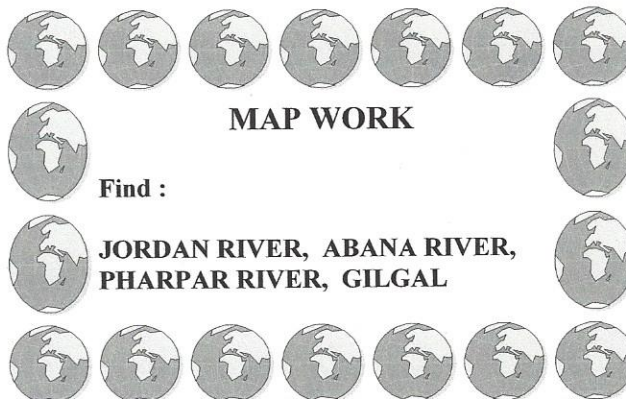 MAP WORK
Find :
JORDAN RIVER, ABANA RIVER,
PHARPAR RIVER, GILGAL